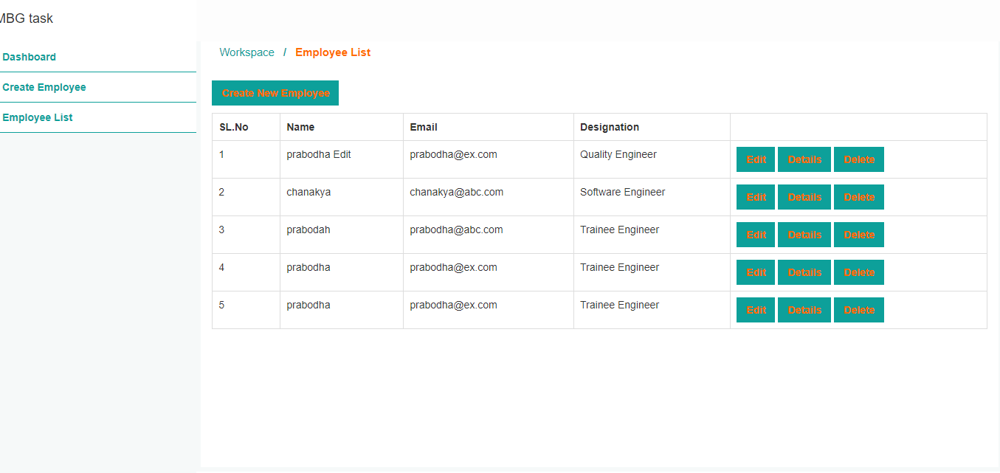 MBG task
Dashboard
Create Employee
Employee List
Workspace / Employee List
Create New Employee
SL.No Name Email Designation
1 prabodha Edit prabodha@ex.com Quality Engineer Edit Details Delete
2 chanakya chanakya@abc.com Software Engineer Edit Details Delete
3 prabodah prabodha@abc.com Trainee Engineer Edit Details Delete
4 prabodha prabodha@ex.com Trainee Engineer Edit Details Delete
5 prabodha prabodha@ex.com Trainee Engineer Edit Details Delete